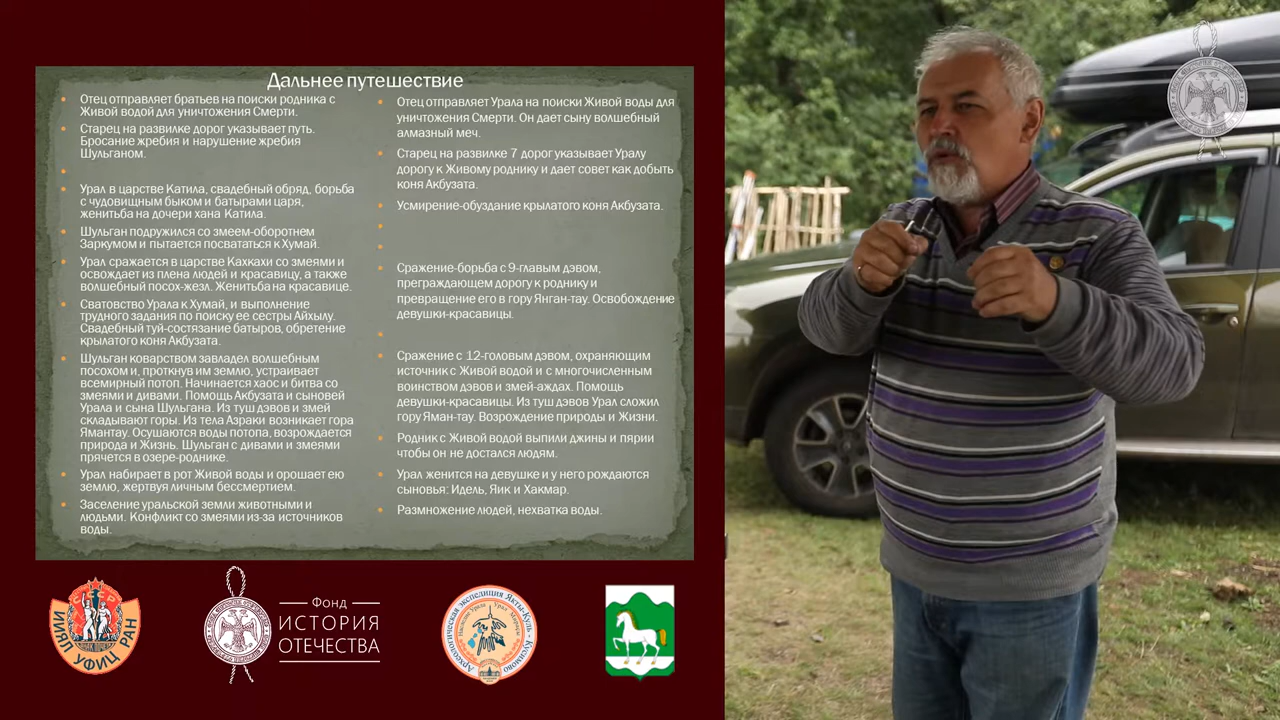 Дальнее путешествие
Отец отправляет братьев на поиски родника с
Живой водой для уничтожения Смерти.
Старец на развилке дорог указывает путь.
Бросание жребия и нарушение жребия
Шульганом.
Урал в царстве Катила, свадебный обряд, борьба
с чудовищным быком и батырами царя,
женитьба на дочери хана Катила.
Шульган подружился со змеем-оборотнем
Заркумом и пытается посвататься к Хумай.
Урал сражается в царстве Кахкахи со змеями и
освождает из плена людей и красавицу, а также
волшебный посох-жезл. Женитьба на красавице.
Сватовство Урала к Хумай, и выполнение
трудного задания по поиску ее сестры Айхылу.
Свадебный туй-состязание батыров, обретение
крылатого коня Акбузата.
Шульган коварством завладел волшебным
посохом и, проткнув им землю, устраивает
всемирный потоп. Начинается хаос и битва со
змеями и дивами. Помощь Акбузата и сыновей
Урала и сына Шульгана. Из туш дэвов и змей
складывают горы. Из тела Азраки возникает гора
Ямантау. Осушаются воды потопа, возрождается
природа и Жизнь. Шульган с дивами и змеями
прячется в озере-роднике.
Урал набирает в рот Живой воды и орошает ею
землю, жертвуя личным бессмертием.
Заселение уральской земли животными и
людьми. Конфликт со змеями из-за источников
воды.
Отец отправляет Урала на поиски Живой воды для
уничтожения Смерти. Он дает сыну волшебный
алмазный меч.
Старец на развилке 7 дорог указывает Уралу
дорогу к Живому роднику и дает совет как добыть
коня Акбузата.
Усмирение-обуздание крылатого коня Акбузата.
Сражение-борьба с 9-главым дэвом,
преграждающем дорогу к роднику и
превращение его в гору Янган-тау. Освобождение
девушки-красавицы.
Сражение с 12-головым дэвом, охраняющим
источник с Живой водой и с многочисленным
воинством дэвов и змей-аждах. Помощь
девушки-красавицы. Из туш дэвов Урал сложил
гору Яман-тау. Возрождение природы и Жизни.
Родник с Живой водой выпили джины и пярии
чтобы он не достался людям.
Урал женится на девушке и у него рождаются
сыновья: Идель, Яик и Хакмар.
Размножение людей, нехватка воды.
ИИЯЛ УФИЦ РАН
Фонд
ИСТОРИЯ
ОТЕЧЕСТВА
Археологическая экспедиция Якты-Куль - Кусимово